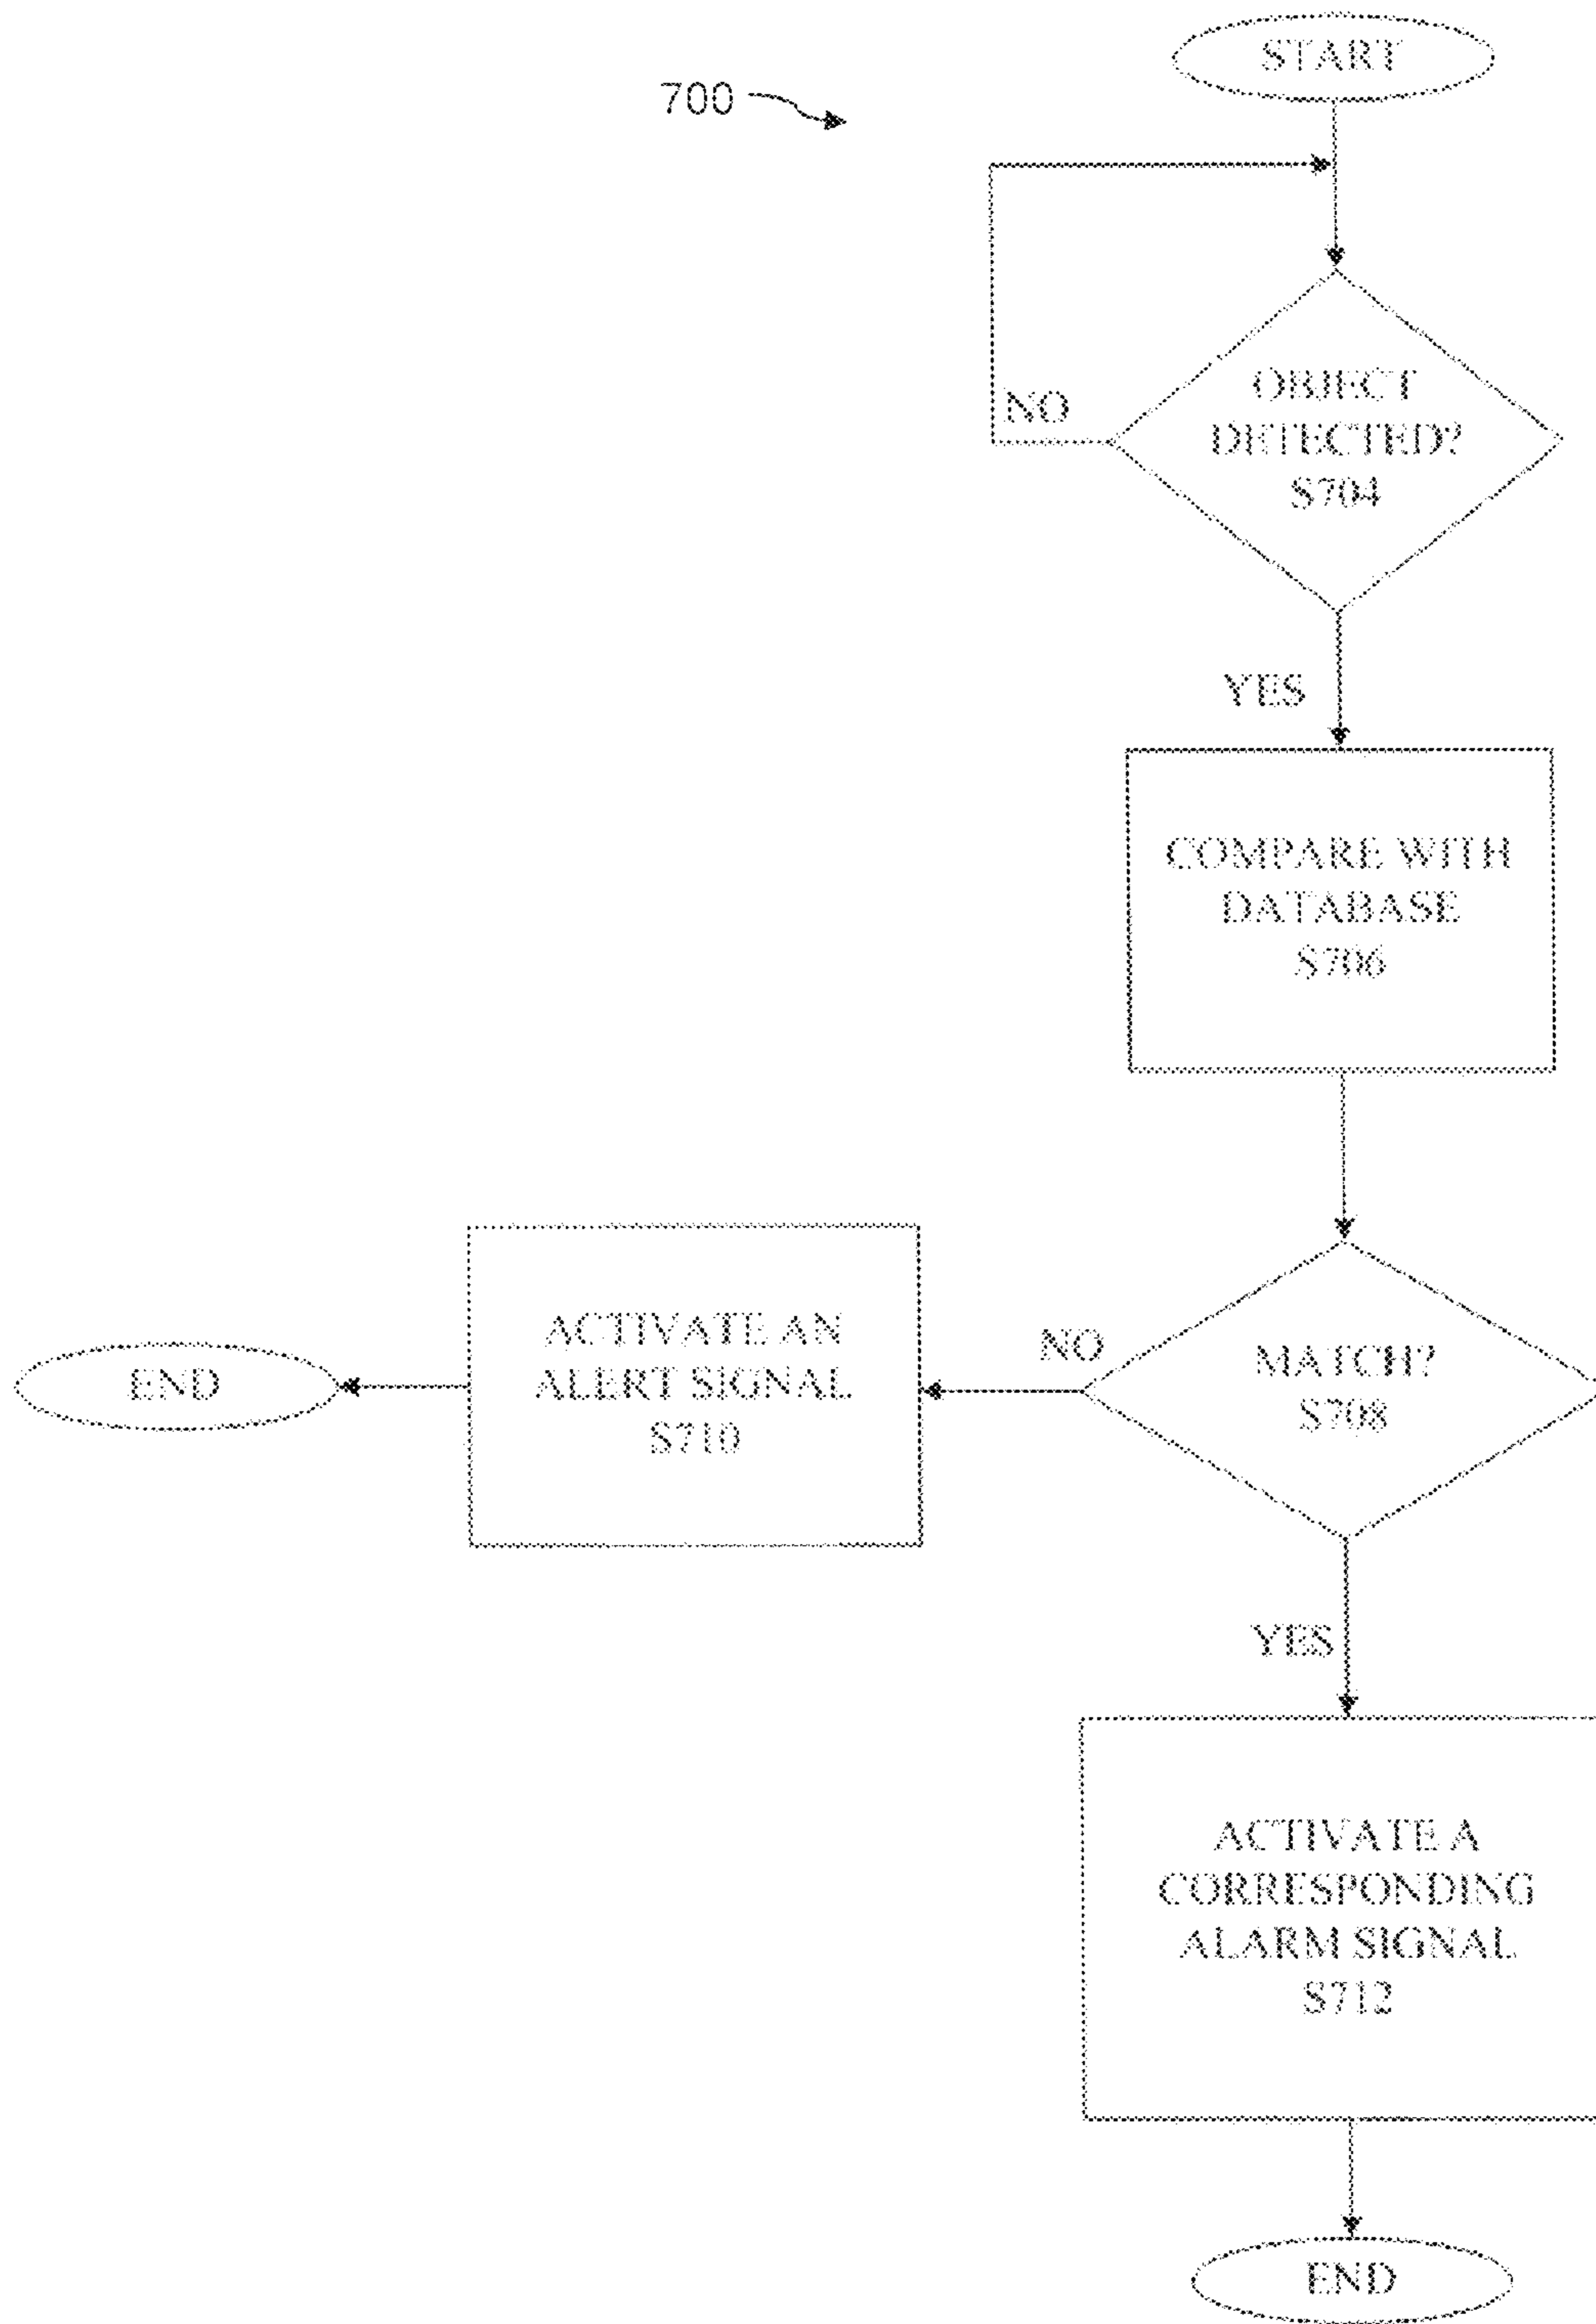 START
700
OBJECT
DETECTED?
S704
NO
YES
COMPARE WITH
DATABASE
S706
MATCH?
S708
NO
ACTIVATE AN
ALERT SIGNAL
S710
END
YES
ACTIVATE A
CORRESPONDING
ALARM SIGNAL
S712
END